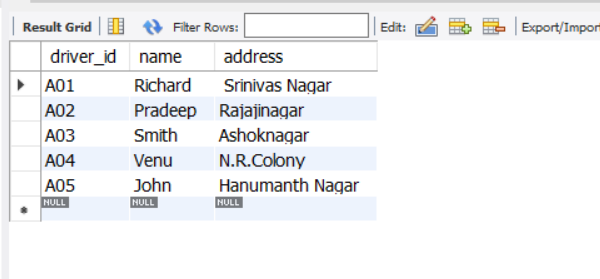 Result Grid Filter Rows: Edit: Export/Import
driver_id name address
A01 Richard Srinivas Nagar
A02 Pradeep Rajajinagar
A03 Smith Ashoknagar
A04 Venu N.R.Colony
A05 John Hanumanth Nagar
NULL NULL NULL